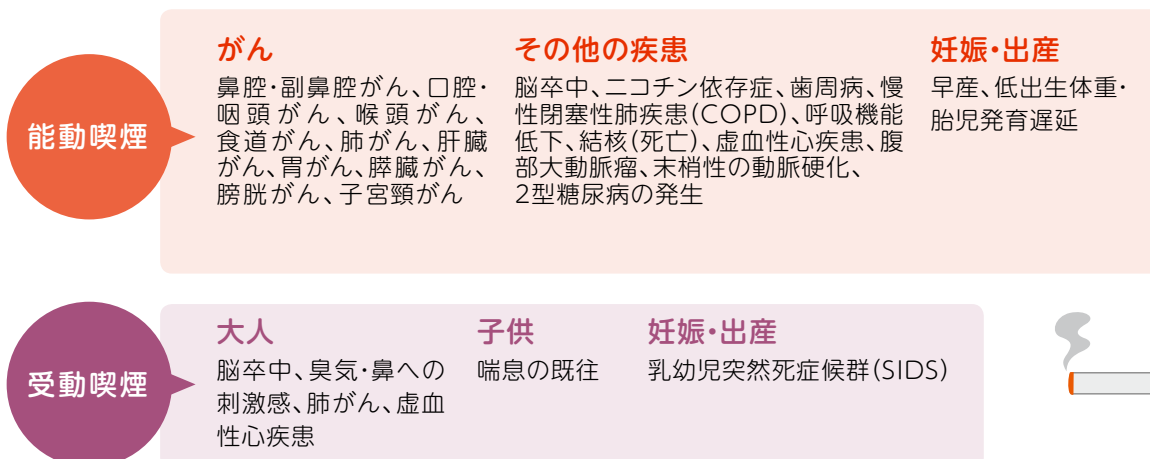 能動喫煙
がん
鼻腔・副鼻腔がん、口腔・
咽頭がん、喉頭がん、
食道がん、肺がん、肝臓
がん、胃がん、膵臓がん、
膀胱がん、子宮頸がん
その他の疾患
脳卒中、ニコチン依存症、歯周病、慢
性閉塞性肺疾患(COPD)、呼吸機能
低下、結核(死亡)、虚血性心疾患、腹
部大動脈瘤、末梢性の動脈硬化、
2型糖尿病の発生
妊娠・出産
早産、低出生体重・
胎児発育遅延
受動喫煙
大人
脳卒中、臭気・鼻への
刺激感、肺がん、虚血
性心疾患
子供
喘息の既往
妊娠・出産
乳幼児突然死症候群(SIDS)